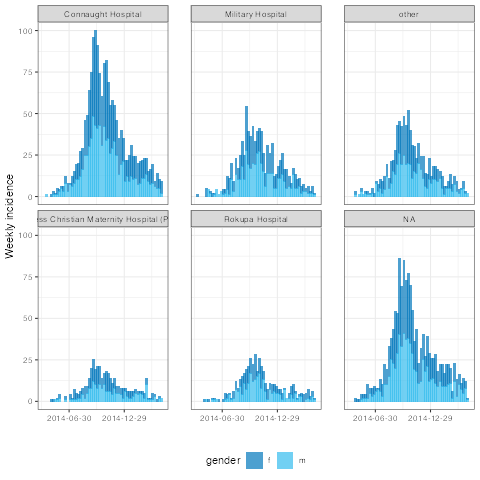 Connaught Hospital Military Hospital other
100
75
50
25
0
Weekly incidence
ss Christian Maternity Hospital (P Rokupa Hospital NA
100
75
50
25
0
2014-06-30 2014-12-29 2014-06-30 2014-12-29 2014-06-30 2014-12-29
gender f m